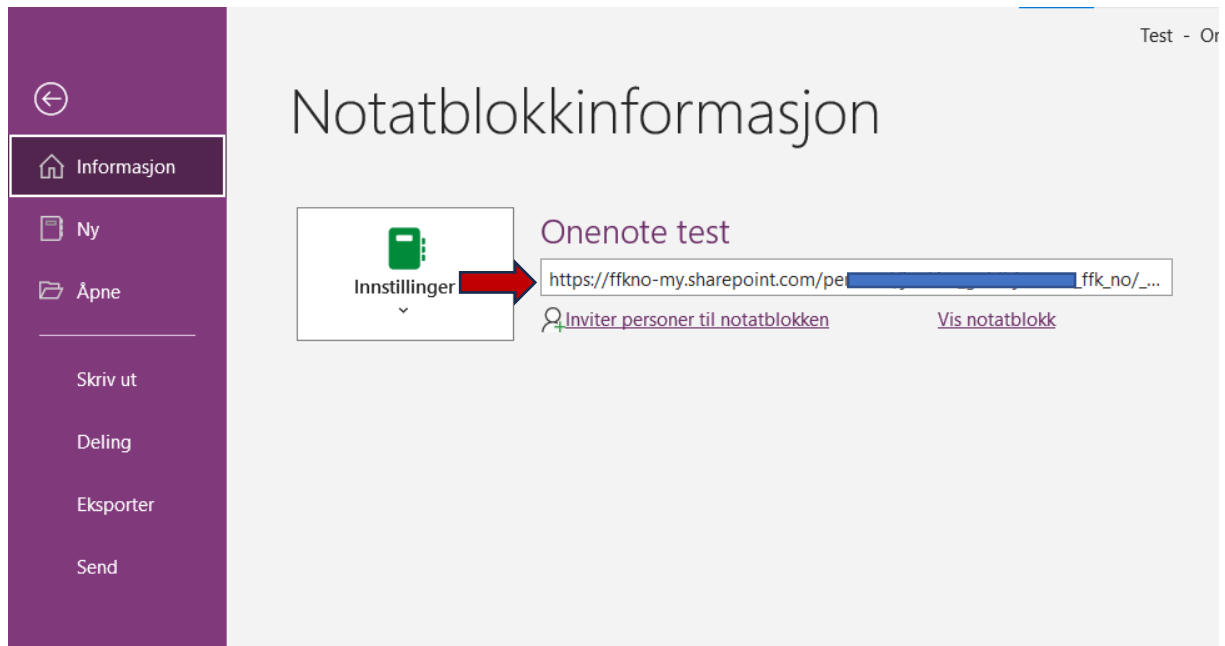 Test - Or
Notatblokkinformasjon
Informasjon
Ny
Åpne
Skriv ut
Deling
Eksporter
Send
Innstillinger
Onenote test
https://ffkno-my.sharepoint.com/per _ffk_no/_...
Inviter personer til notatblokken
Vis notatblokk